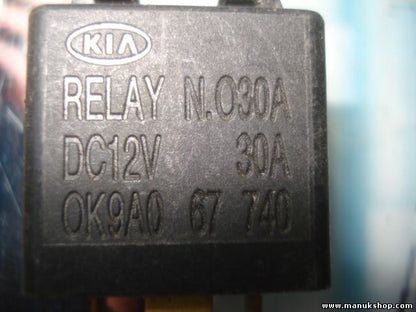 KIA
RELAY N.O30A
DC12V 30A
OK9A0 67 740
www.manukshop.com